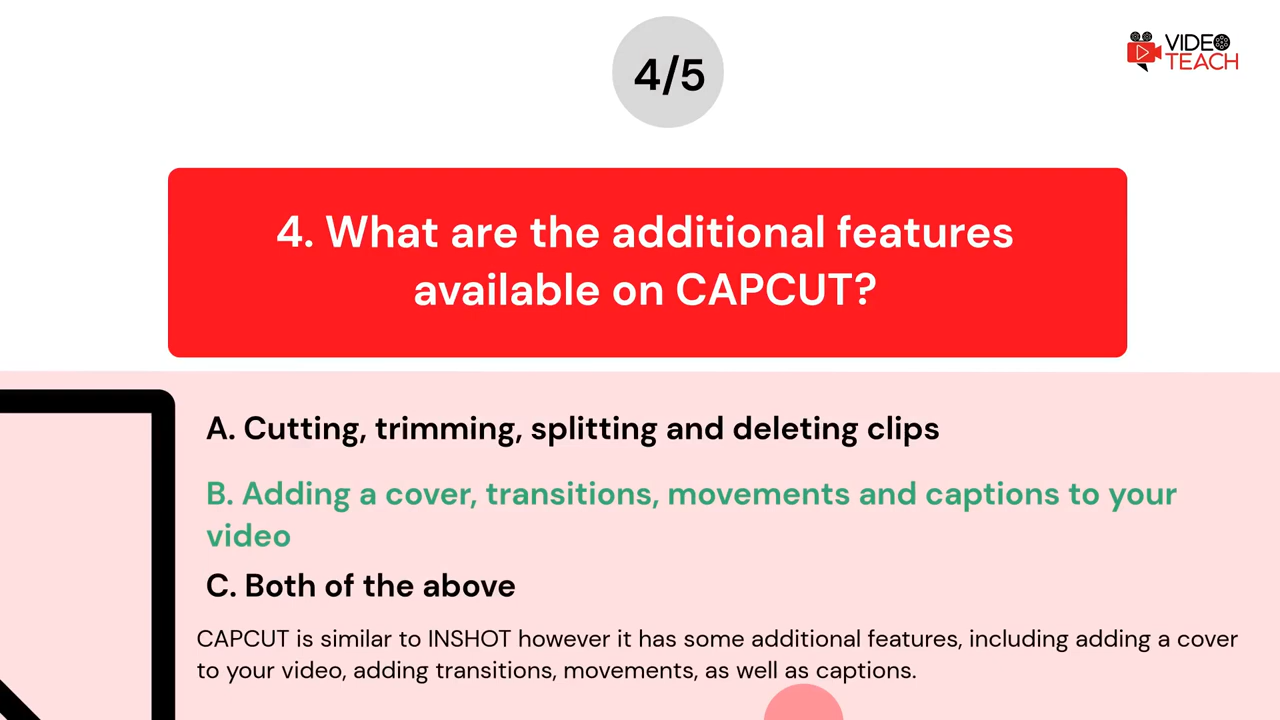 4/5
VIDEO
TEACH
4. What are the additional features
available on CAPCUT?
A. Cutting, trimming, splitting and deleting clips
B. Adding a cover, transitions, movements and captions to your
video
C. Both of the above
CAPCUT is similar to INSHOT however it has some additional features, including adding a cover
to your video, adding transitions, movements, as well as captions.